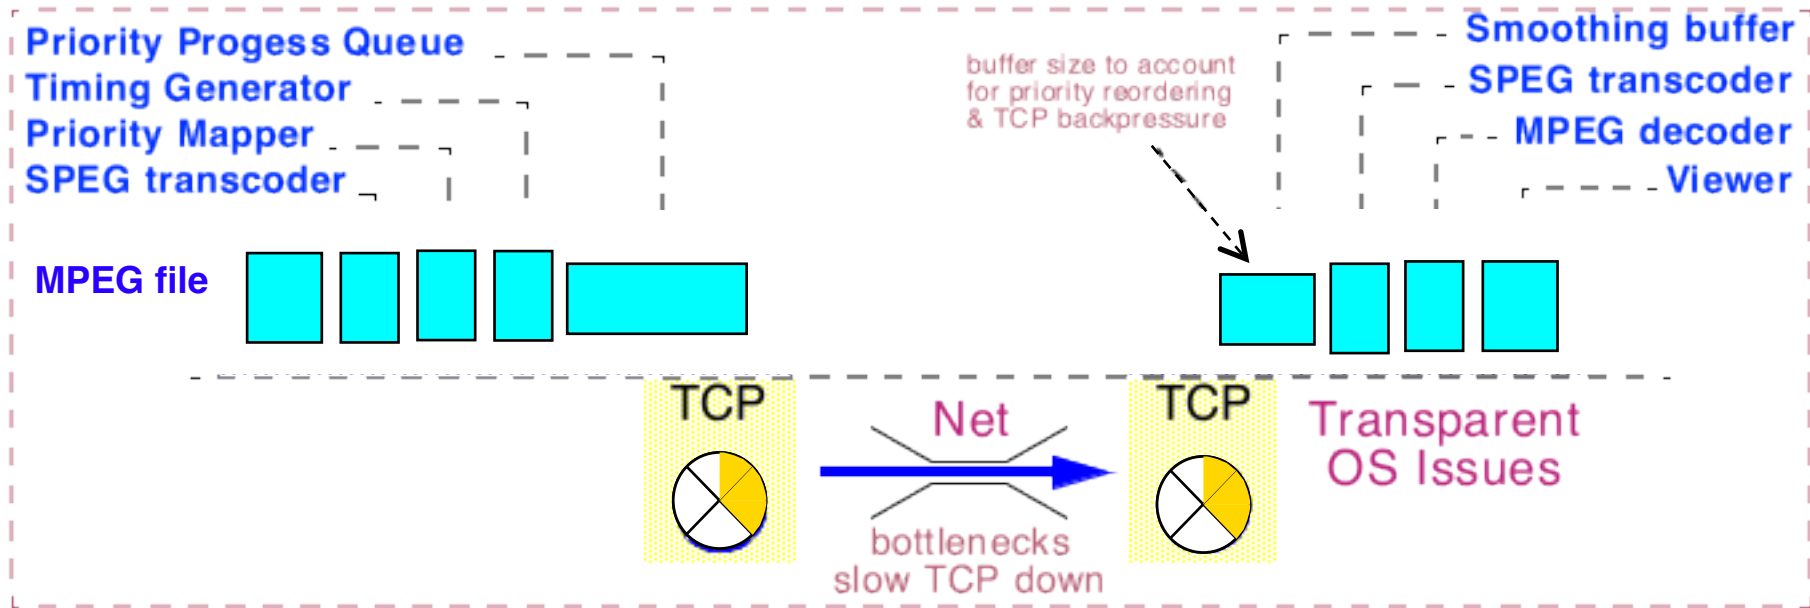 Priority Progess Queue
Timing Generator
Priority Mapper
SPEG transcoder
MPEG file
buffer size to account
for priority reordering
& TCP backpressure
Smoothing buffer
SPEG transcoder
MPEG decoder
Viewer
TCP
Net
bottlenecks
slow TCP down
TCP
Transparent
OS Issues